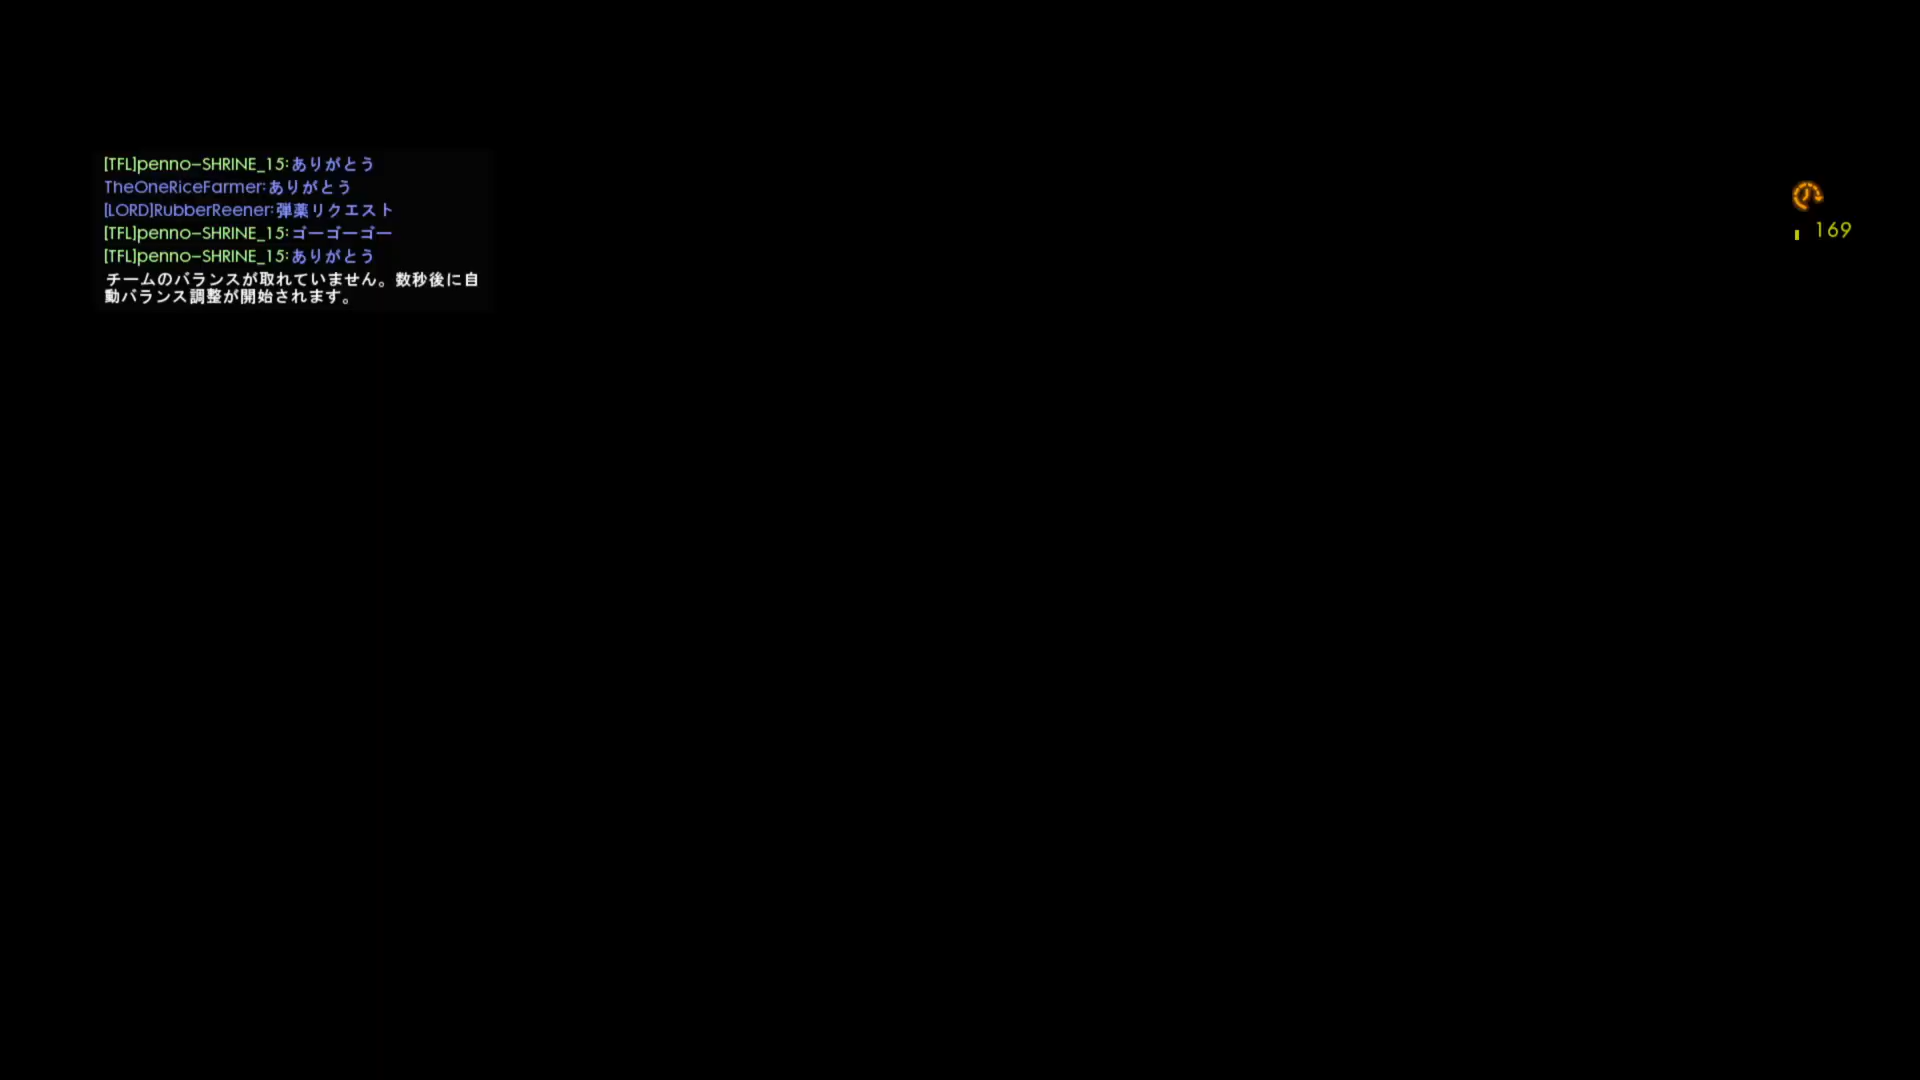 [TFL]penno-SHRINE_15:ありがとう
TheOneRiceFarmer:ありがとう
[LORD]RubberReener:弾薬リクエスト
[TFL]penno-SHRINE_15:ゴーゴーゴー
[TFL]penno-SHRINE_15:ありがとう
チームのバランスが取れていません。数秒後に自
動バランス調整が開始されます。
169